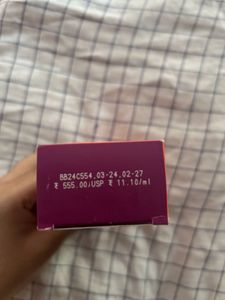 BB24C554,03-24,02-27
₹ 555.00/USP ₹ 11.10/ml